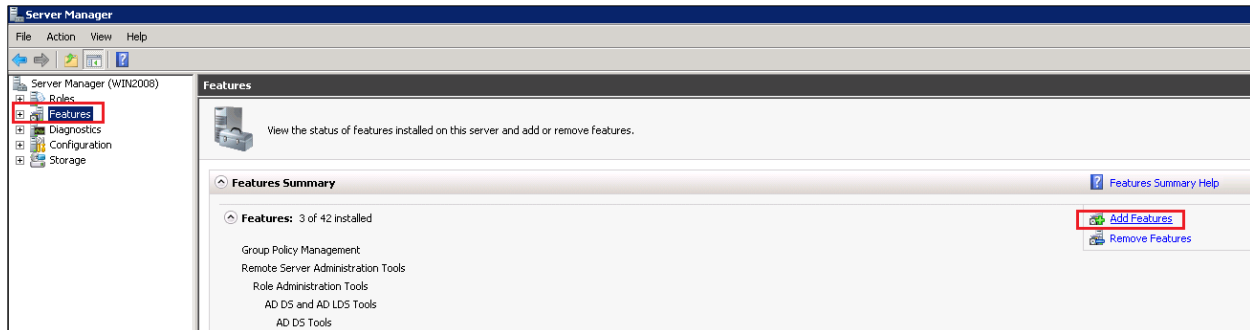 Server Manager
File Action View Help
Server Manager (WIN2008)
Roles
Features
Diagnostics
Configuration
Storage
Features
View the status of features installed on this server and add or remove features.
Features Summary
Features Summary Help
Features: 3 of 42 installed
Add Features
Remove Features
Group Policy Management
Remote Server Administration Tools
Role Administration Tools
AD DS and AD LDS Tools
AD DS Tools